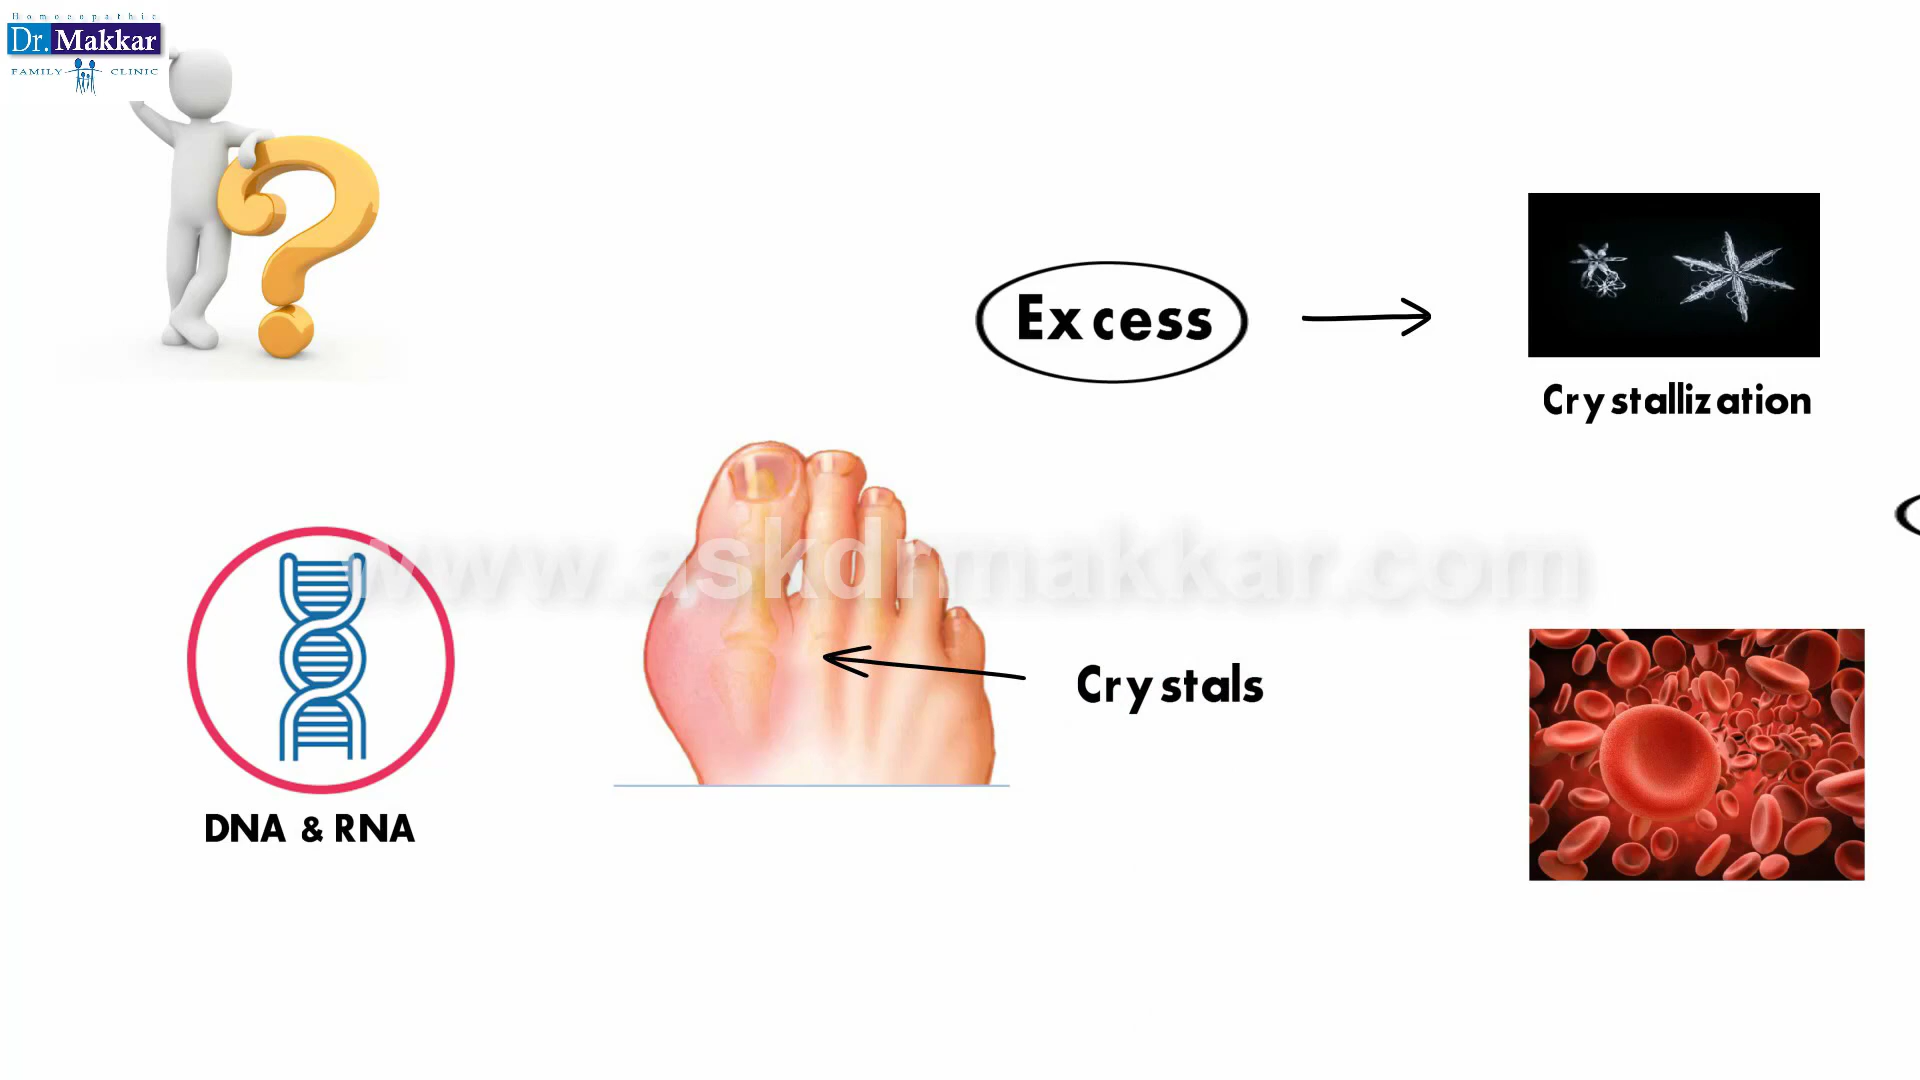 Homoeopathic
Dr. Makkar
FAMILY CLINIC
Excess
Crystallization
www.askdrmakkar.com
Crystals
DNA & RNA